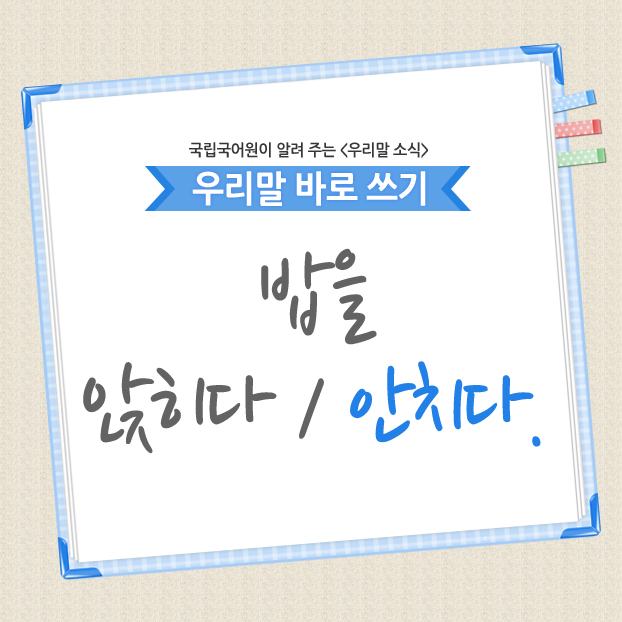 국립국어원이 알려 주는 <우리말 소식>
우리말 바로 쓰기
밥을
앉히다 / 안치다.